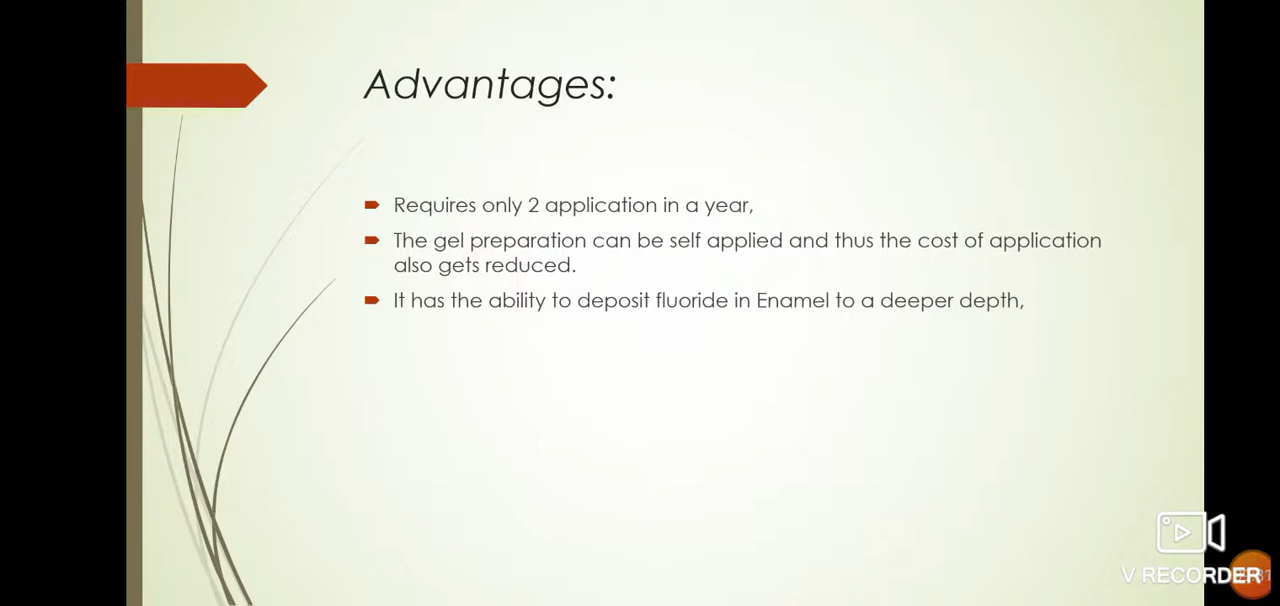 Advantages:
Requires only 2 application in a year,
The gel preparation can be self applied and thus the cost of application
also gets reduced.
It has the ability to deposit fluoride in Enamel to a deeper depth,
V RECORDER